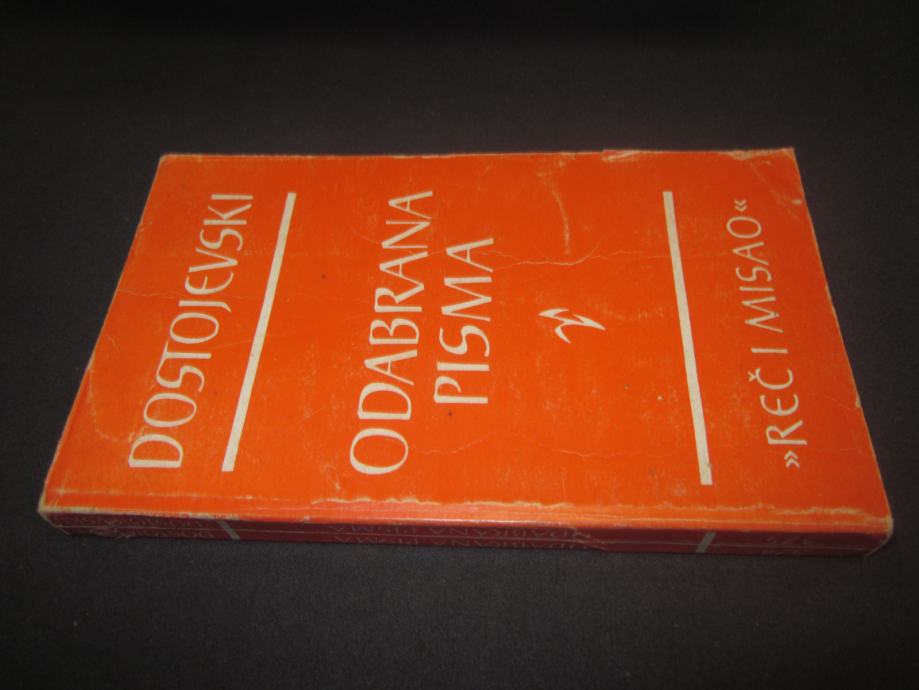 DOSTOJEVSKI
ODABRANA
PISMA
»REČ I MISAO«